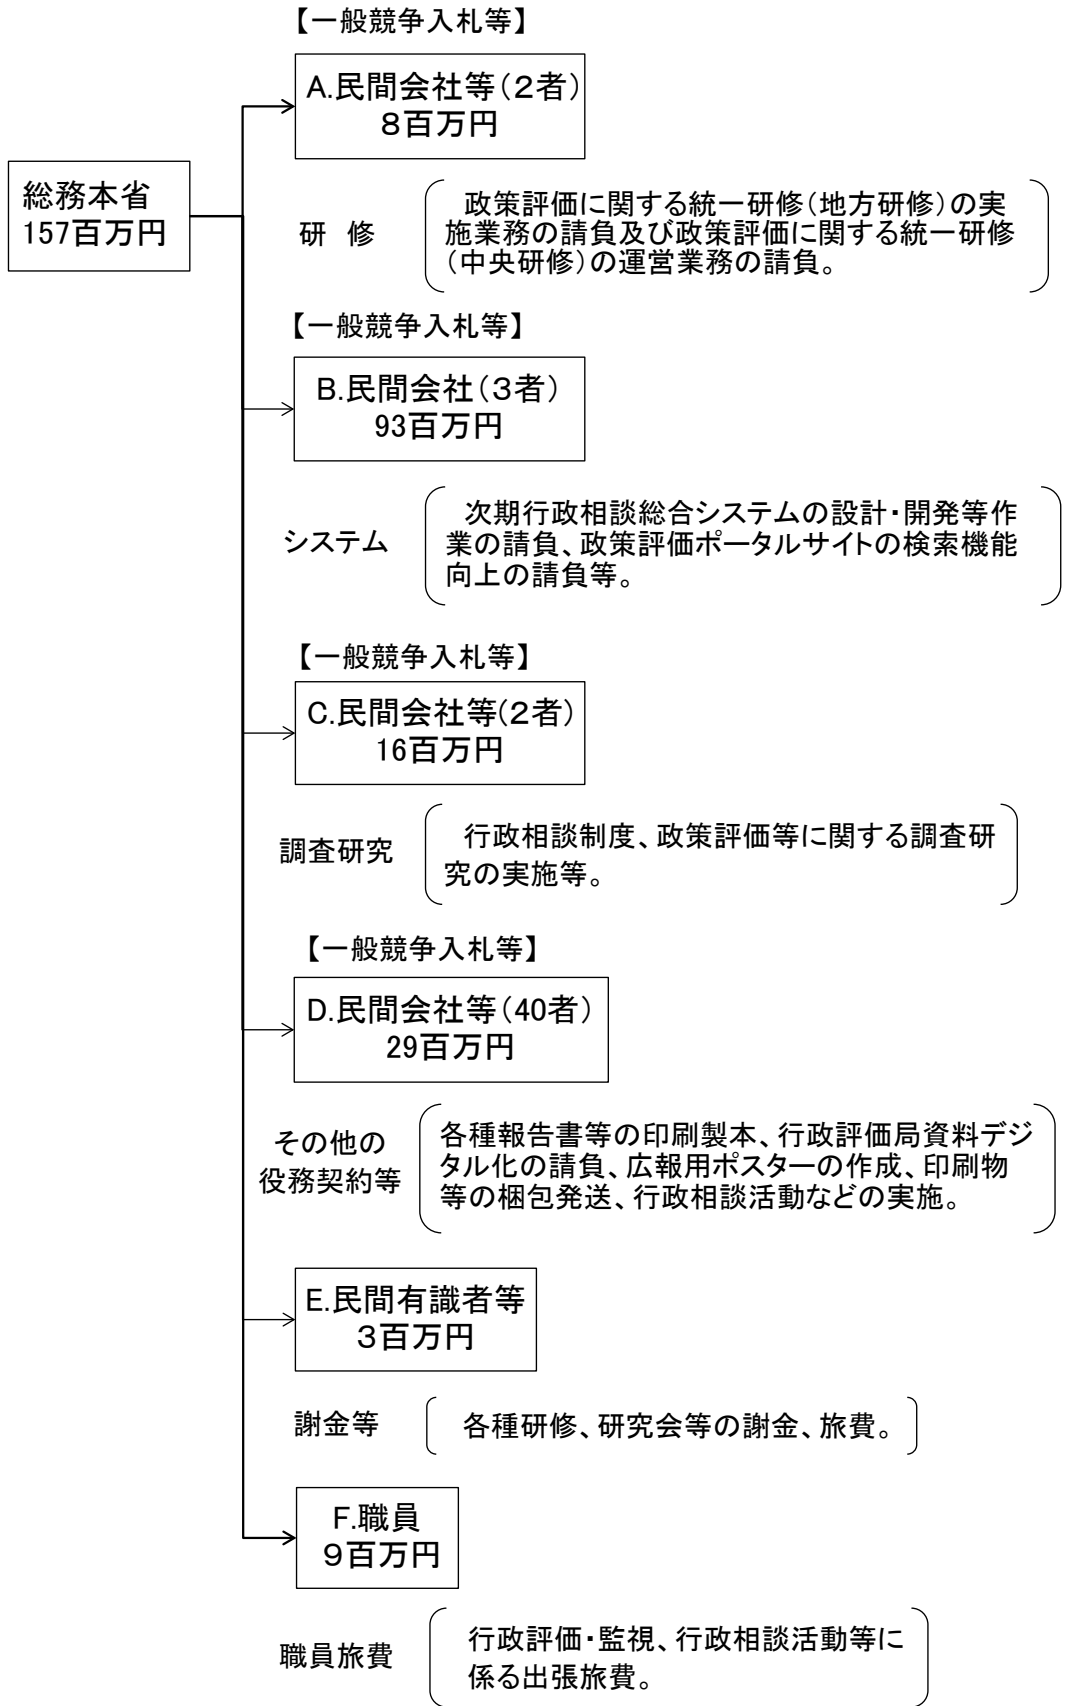 【一般競争入札等】
A.民間会社等(２者)
８百万円
総務本省
157百万円
研　修
政策評価に関する統一研修(地方研修)の実
施業務の請負及び政策評価に関する統一研修
(中央研修)の運営業務の請負。
【一般競争入札等】
B.民間会社(３者)
93百万円
システム
次期行政相談総合システムの設計・開発等作
業の請負、政策評価ポータルサイトの検索機能
向上の請負等。
【一般競争入札等】
C.民間会社等(２者)
16百万円
調査研究
行政相談制度、政策評価等に関する調査研
究の実施等。
【一般競争入札等】
D.民間会社等(40者)
29百万円
その他の
役務契約等
各種報告書等の印刷製本、行政評価局資料デジ
タル化の請負、広報用ポスターの作成、印刷物
等の梱包発送、行政相談活動などの実施。
E.民間有識者等
３百万円
謝金等
各種研修、研究会等の謝金、旅費。
F.職員
９百万円
職員旅費
行政評価・監視、行政相談活動等に
係る出張旅費。